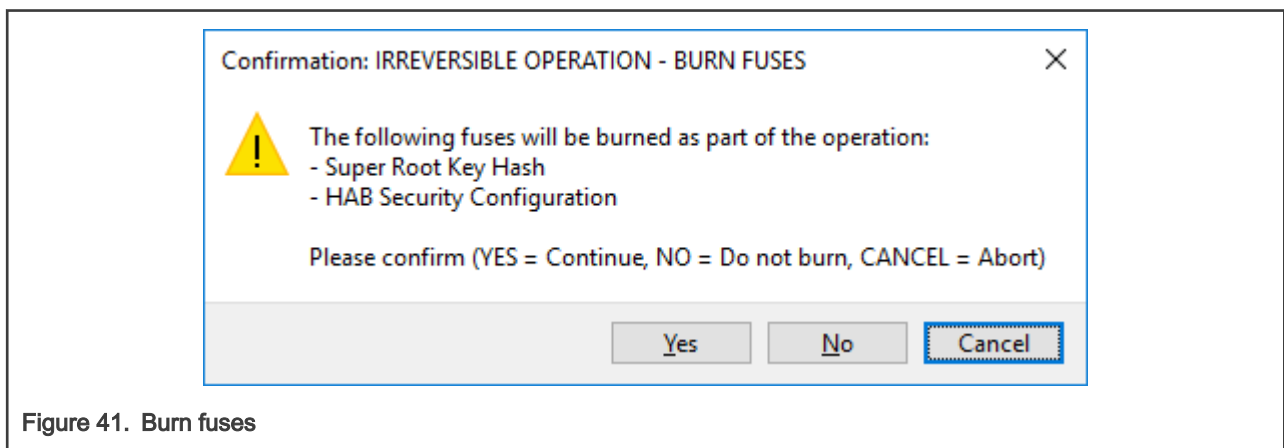 Confirmation: IRREVERSIBLE OPERATION - BURN FUSES
!
The following fuses will be burned as part of the operation:
- Super Root Key Hash
- HAB Security Configuration
Please confirm (YES = Continue, NO = Do not burn, CANCEL = Abort)
Yes No Cancel
Figure 41. Burn fuses